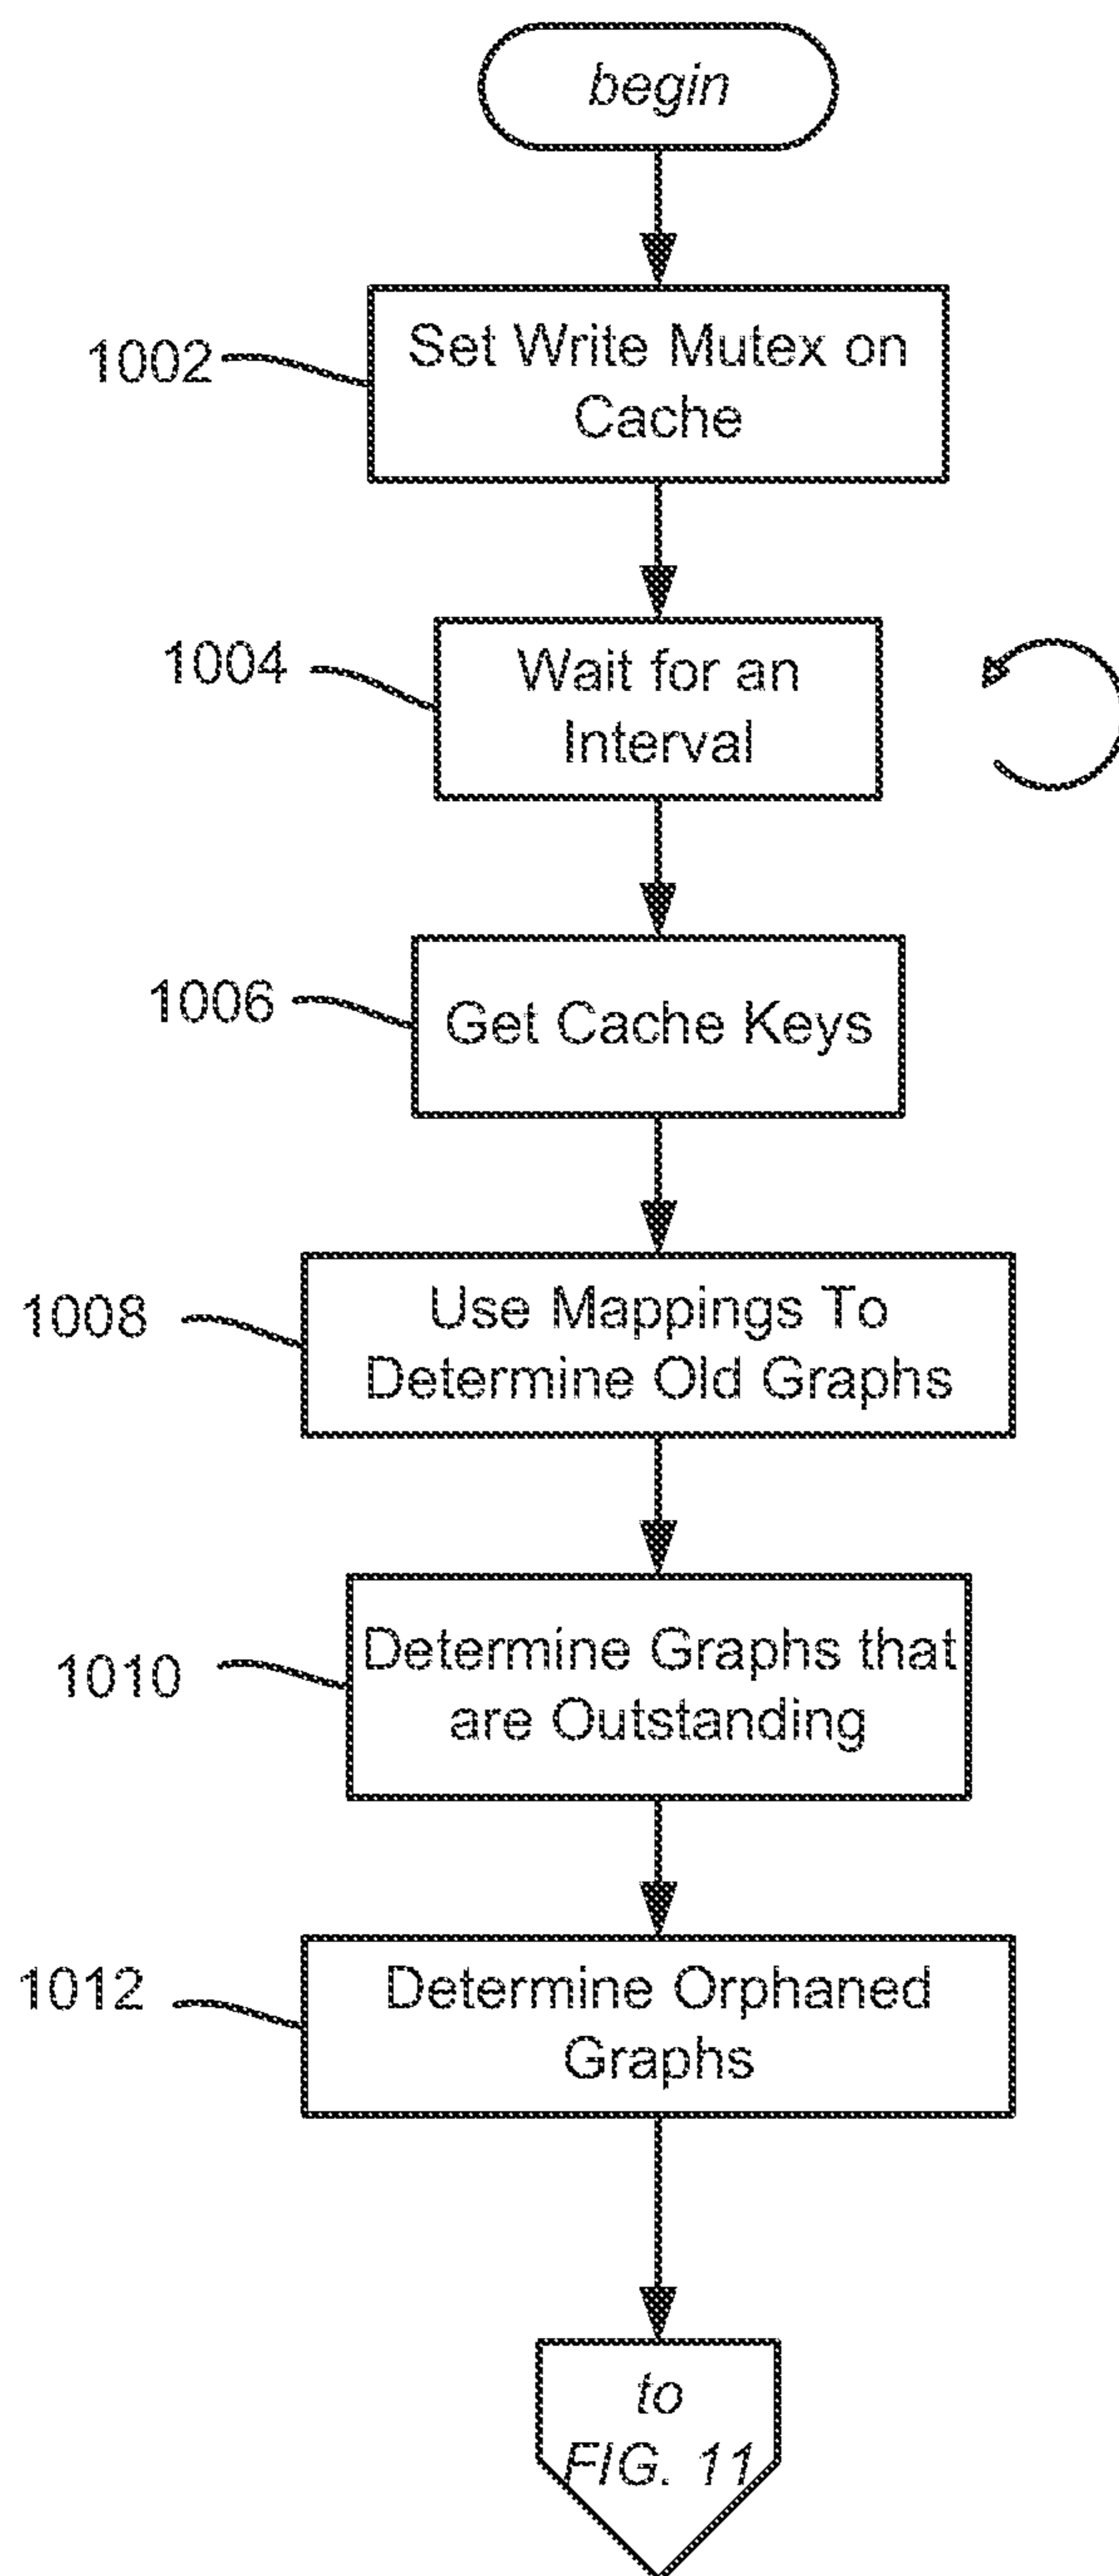 begin
1002
Set Write Mutex on
Cache
1004
Wait for an
Interval
1006
Get Cache Keys
1008
Use Mappings To
Determine Old Graphs
1010
Determine Graphs that
are Outstanding
1012
Determine Orphaned
Graphs
to
FIG. 11